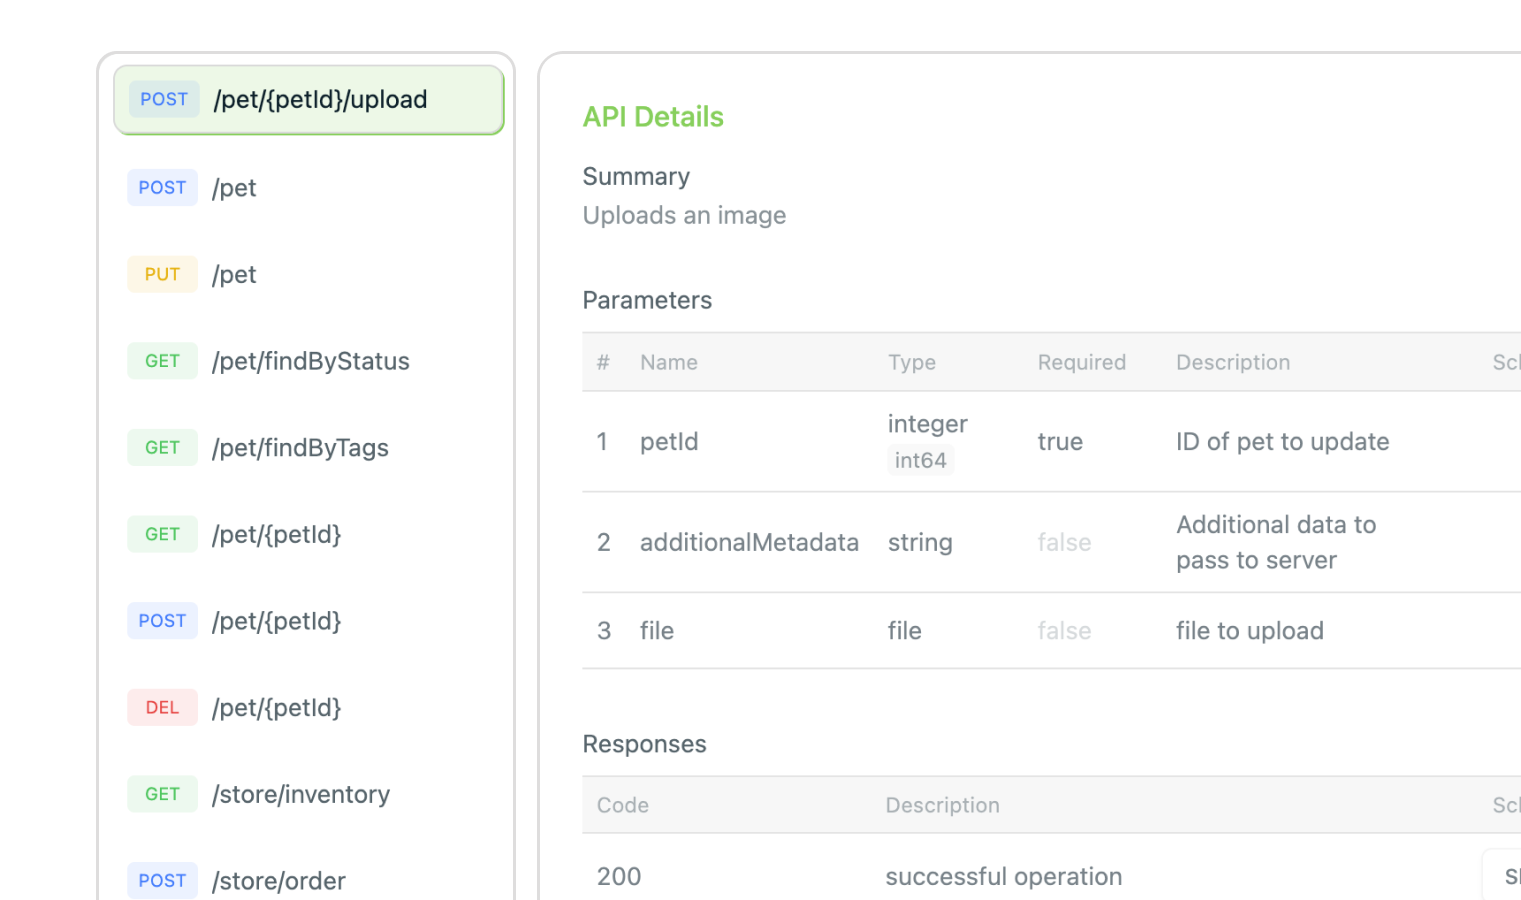 POST /pet/{petId}/upload
POST /pet
PUT /pet
GET /pet/findByStatus
GET /pet/findByTags
GET /pet/{petId}
POST /pet/{petId}
DEL /pet/{petId}
GET /store/inventory
POST /store/order
API Details
Summary
Uploads an image
Parameters
# Name Type Required Description
1 petId integer int64 true ID of pet to update
2 additionalMetadata string false Additional data to
pass to server
3 file file false file to upload
Responses
Code Description
200 successful operation